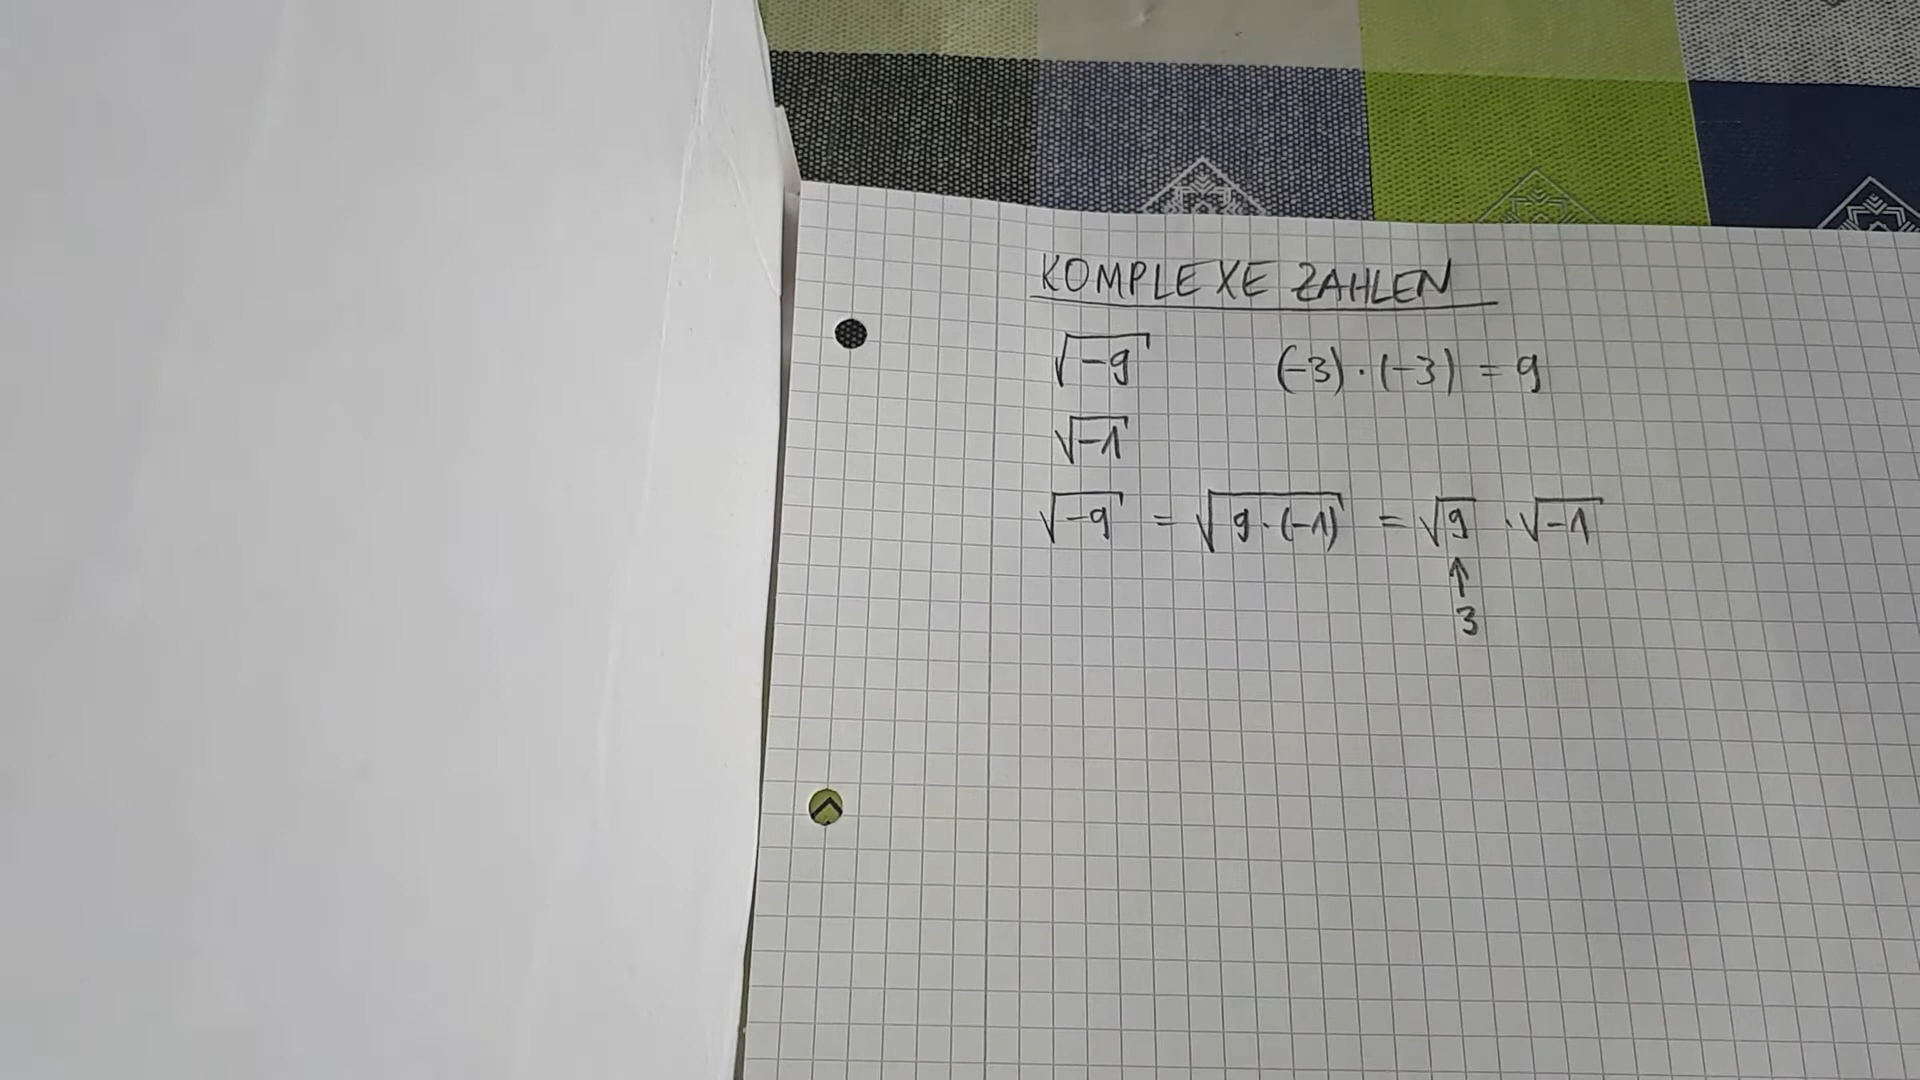 KOMPLEXE ZAHLEN
√-9 (-3)·(-3) = 9
√-1
√-9 = √9·(-1) = √9 · √-1
↑
3